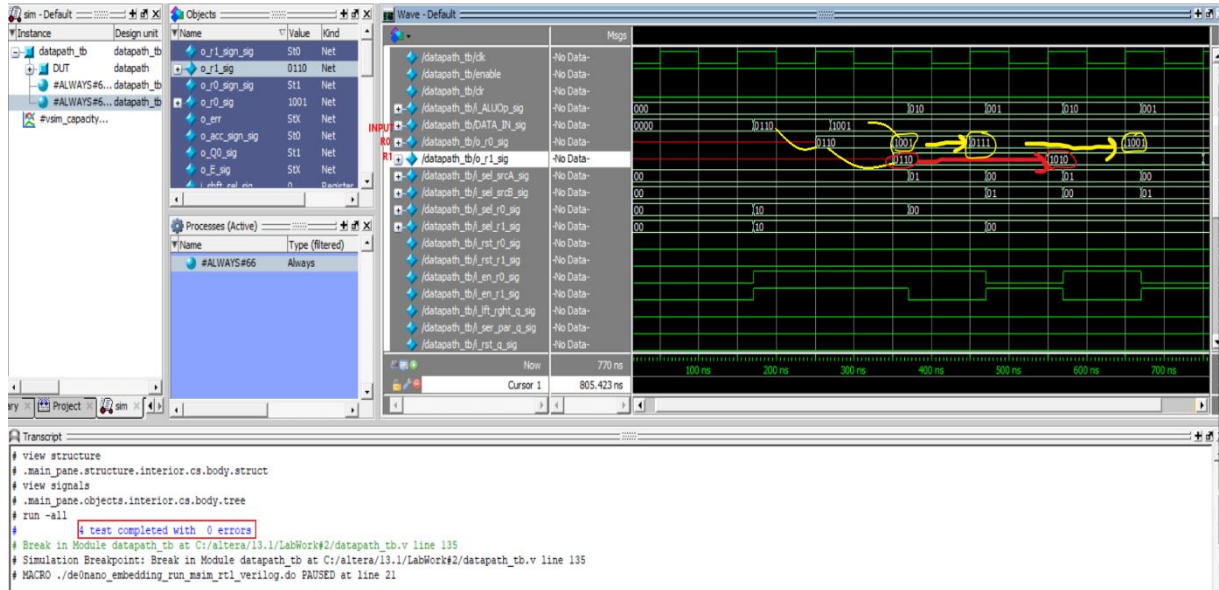 sim - Default
Instance Design unit
datapath_tb datapath_tb
DUT datapath
#ALWAYS#6... datapath_tb
#ALWAYS#6... datapath_tb
#vsim_capacity...
ary Project sim
Objects
Name Value Kind
o_r1_sign_sig St0 Net
o_r1_sig 0110 Net
o_r0_sign_sig St1 Net
o_r0_sig 1001 Net
o_err StX Net
o_acc_sign_sig St0 Net
o_Q0_sig St1 Net
o_E_sig StX Net
i_shft_sel_sig 0 Register
Processes (Active)
Name Type (filtered)
#ALWAYS#66 Always
Wave - Default
Msgs
/datapath_tb/clk -No Data-
/datapath_tb/enable -No Data-
/datapath_tb/clr -No Data-
/datapath_tb/i_ALUOp_sig -No Data- 000 010 001 010 001
INPUT /datapath_tb/DATA_IN_sig -No Data- 0000 0110 1001
R0 /datapath_tb/o_r0_sig -No Data- 0110 1001 0111 1001
R1 /datapath_tb/o_r1_sig -No Data- 0110 1010
/datapath_tb/i_sel_srcA_sig -No Data- 00 01 00 01 00
/datapath_tb/i_sel_srcB_sig -No Data- 00 01 00 01
/datapath_tb/i_sel_r0_sig -No Data- 00 10 00
/datapath_tb/i_sel_r1_sig -No Data- 00 10 00
/datapath_tb/i_rst_r0_sig -No Data-
/datapath_tb/i_rst_r1_sig -No Data-
/datapath_tb/i_en_r0_sig -No Data-
/datapath_tb/i_en_r1_sig -No Data-
/datapath_tb/i_lft_rght_q_sig -No Data-
/datapath_tb/i_ser_par_q_sig -No Data-
/datapath_tb/i_rst_q_sig -No Data-
Now 770 ns 100 ns 200 ns 300 ns 400 ns 500 ns 600 ns 700 ns
Cursor 1 805.423 ns
Transcript
# view structure
# .main_pane.structure.interior.cs.body.struct
# view signals
# .main_pane.objects.interior.cs.body.tree
# run -all
# 4 test completed with 0 errors
# Break in Module datapath_tb at C:/altera/13.1/LabWork#2/datapath_tb.v line 135
# Simulation Breakpoint: Break in Module datapath_tb at C:/altera/13.1/LabWork#2/datapath_tb.v line 135
# MACRO ./de0nano_embedding_run_msim_rtl_verilog.do PAUSED at line 21